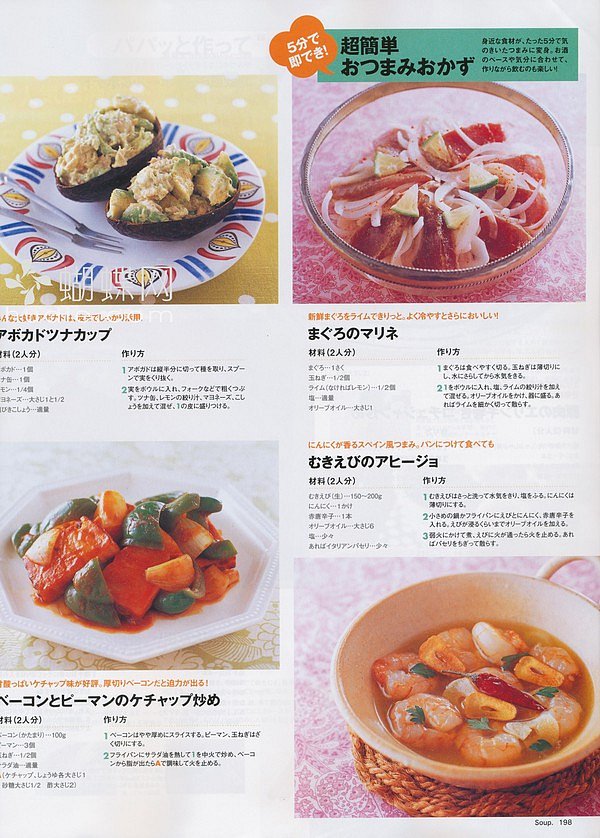 5分で
即でき!
超簡単
おつまみおかず
身近な食材が、たった5分で気
のきいたつまみに変身。お酒
のペースや気分に合わせて、
作りながら飲むのも楽しい!
蝴蝶网
アボカドツナカップ
材料(2人分)
アボカド…1個
ツナ缶…1個
レモン…1/4個
マヨネーズ…大さじ1と1/2
粗びきこしょう…適量
作り方
1 アボカドは縦半分に切って種を取り、スプー
ンで実をくり抜く。
2 実をボウルに入れ、フォークなどで粗くつぶ
す。ツナ缶、レモンの絞り汁、マヨネーズ、こし
ょうを加えて混ぜ、1の皮に盛りつける。
新鮮まぐろをライムできりっと。よく冷やすとさらにおいしい!
まぐろのマリネ
材料(2人分)
まぐろ…1さく
玉ねぎ…1/2個
ライム(なければレモン)…1/2個
塩…適量
オリーブオイル…大さじ1
作り方
1 まぐろは食べやすく切る。玉ねぎは薄切りに
し、水にさらしてから水気をきる。
2 1をボウルに入れ、塩、ライムの絞り汁を加え
て混ぜる。オリーブオイルをかけ、器に盛る。あ
ればライムを細かく切って散らす。
にんにくが香るスペイン風つまみ。パンにつけて食べても
むきえびのアヒージョ
材料(2人分)
むきえび(生)…150〜200g
にんにく…1かけ
赤唐辛子…1本
オリーブオイル…大さじ6
塩…少々
あればイタリアンパセリ…少々
作り方
1 むきえびはさっと洗って水気をきり、塩をふる。にんにくは
薄切りにする。
2 小さめの鍋かフライパンにえびとにんにく、赤唐辛子を
入れる。えびが浸るくらいまでオリーブオイルを加える。
3 弱火にかけて煮、えびに火が通ったら火を止める。あれ
ばパセリをちぎって散らす。
甘酸っぱいケチャップ味が好評。厚切りベーコンだと迫力が出る!
ベーコンとピーマンのケチャップ炒め
材料(2人分)
ベーコン(かたまり)…100g
ピーマン…3個
玉ねぎ…1/2個
サラダ油…適量
A(ケチャップ、しょうゆ各大さじ1
砂糖大さじ1/2 酢大さじ2)
作り方
1 ベーコンはやや厚めにスライスする。ピーマン、玉ねぎはざ
く切りにする。
2 フライパンにサラダ油を熱して1を中火で炒め、ベーコ
ンから脂が出たらAで調味して火を止める。
Soup. 198